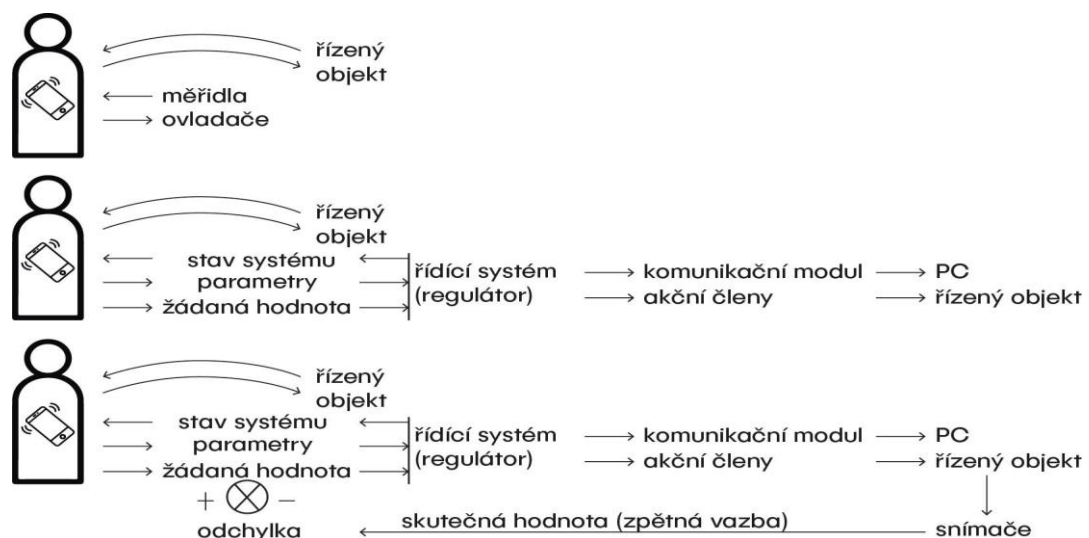 řízený
objekt
měřidla
ovladače
řízený
objekt
stav systému
parametry
žádaná hodnota
řídící systém
(regulátor)
komunikační modul
PC
akční členy
řízený objekt
řízený
objekt
stav systému
parametry
žádaná hodnota
řídící systém
(regulátor)
komunikační modul
PC
akční členy
řízený objekt
+ −
odchylka
skutečná hodnota (zpětná vazba)
snímače